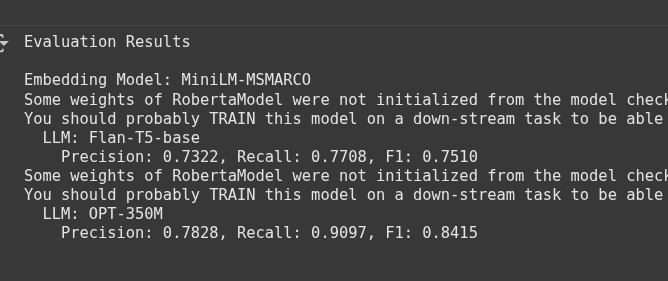 Evaluation Results
Embedding Model: MiniLM-MSMARCO
Some weights of RobertaModel were not initialized from the model check
You should probably TRAIN this model on a down-stream task to be able
LLM: Flan-T5-base
Precision: 0.7322, Recall: 0.7708, F1: 0.7510
Some weights of RobertaModel were not initialized from the model check
You should probably TRAIN this model on a down-stream task to be able
LLM: OPT-350M
Precision: 0.7828, Recall: 0.9097, F1: 0.8415